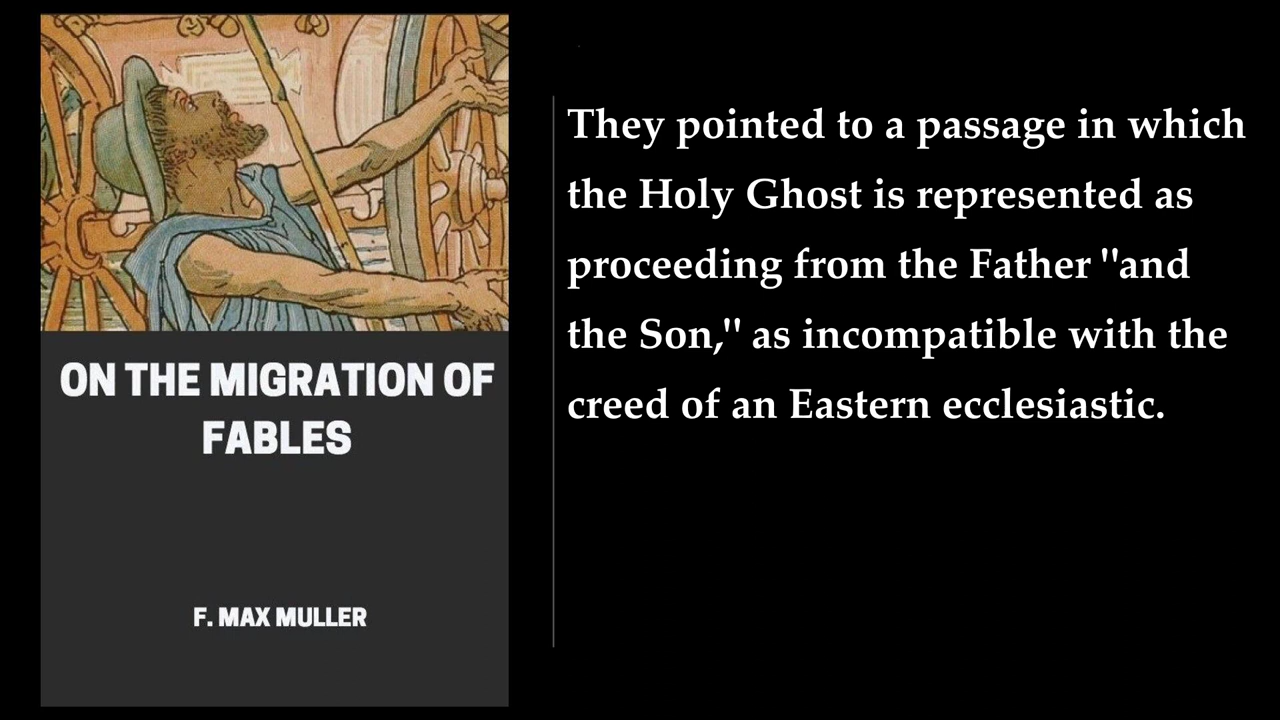 ON THE MIGRATION OF
FABLES
F. MAX MULLER
They pointed to a passage in which
the Holy Ghost is represented as
proceeding from the Father "and
the Son," as incompatible with the
creed of an Eastern ecclesiastic.